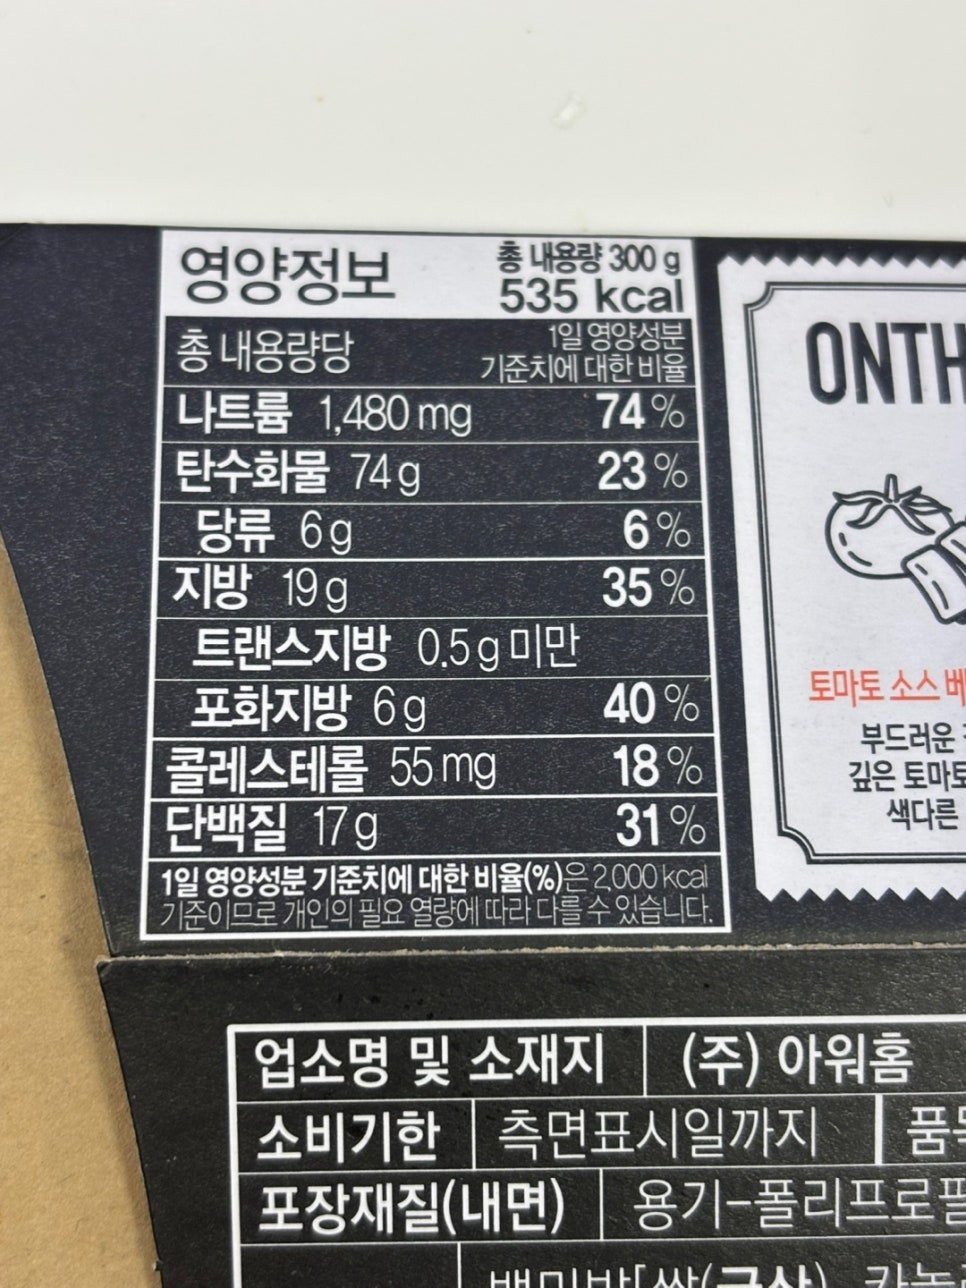 영양정보
총 내용량 300 g
535 kcal
총 내용량당
1일 영양성분
기준치에 대한 비율
나트륨 1,480 mg 74 %
탄수화물 74 g 23 %
당류 6 g 6 %
지방 19 g 35 %
트랜스지방 0.5 g 미만
포화지방 6 g 40 %
콜레스테롤 55 mg 18 %
단백질 17 g 31 %
1일 영양성분 기준치에 대한 비율(%)은 2,000 kcal
기준이므로 개인의 필요 열량에 따라 다를 수 있습니다.
ONTH
토마토 소스 베
부드러운
깊은 토마토
색다른
업소명 및 소재지 (주) 아워홈
소비기한 측면표시일까지 품목
포장재질(내면) 용기-폴리프로필